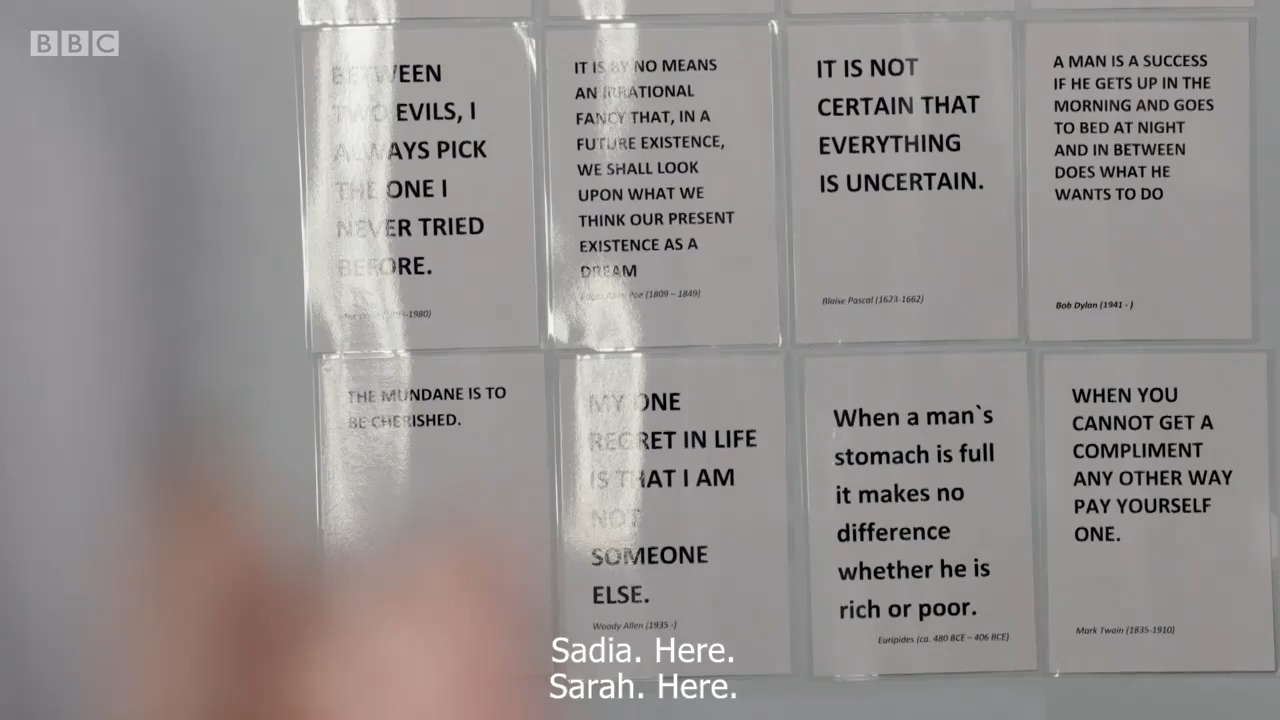 BBC
BETWEEN
TWO EVILS, I
ALWAYS PICK
THE ONE I
NEVER TRIED
BEFORE.
-1980)
IT IS BY NO MEANS
AN IRRATIONAL
FANCY THAT, IN A
FUTURE EXISTENCE,
WE SHALL LOOK
UPON WHAT WE
THINK OUR PRESENT
EXISTENCE AS A
DREAM
Poe (1809 – 1849)
IT IS NOT
CERTAIN THAT
EVERYTHING
IS UNCERTAIN.
Blaise Pascal (1623-1662)
A MAN IS A SUCCESS
IF HE GETS UP IN THE
MORNING AND GOES
TO BED AT NIGHT
AND IN BETWEEN
DOES WHAT HE
WANTS TO DO
Bob Dylan (1941 - )
THE MUNDANE IS TO
BE CHERISHED.
MY ONE
REGRET IN LIFE
IS THAT I AM
NOT
SOMEONE
ELSE.
Woody Allen (1935 -)
When a man`s
stomach is full
it makes no
difference
whether he is
rich or poor.
Euripides (ca. 480 BCE – 406 BCE)
WHEN YOU
CANNOT GET A
COMPLIMENT
ANY OTHER WAY
PAY YOURSELF
ONE.
Mark Twain (1835-1910)
Sadia. Here.
Sarah. Here.